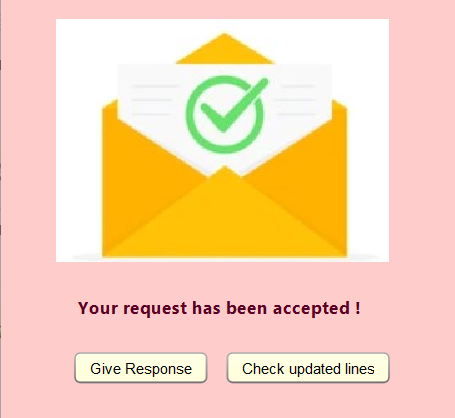 Your request has been accepted !
Give Response
Check updated lines